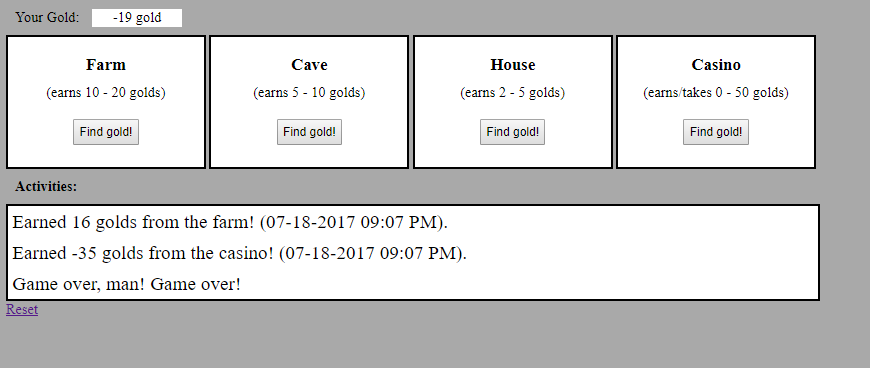 Your Gold: -19 gold
Farm
(earns 10 - 20 golds)
Find gold!
Cave
(earns 5 - 10 golds)
Find gold!
House
(earns 2 - 5 golds)
Find gold!
Casino
(earns/takes 0 - 50 golds)
Find gold!
Activities:
Earned 16 golds from the farm! (07-18-2017 09:07 PM).
Earned -35 golds from the casino! (07-18-2017 09:07 PM).
Game over, man! Game over!
Reset